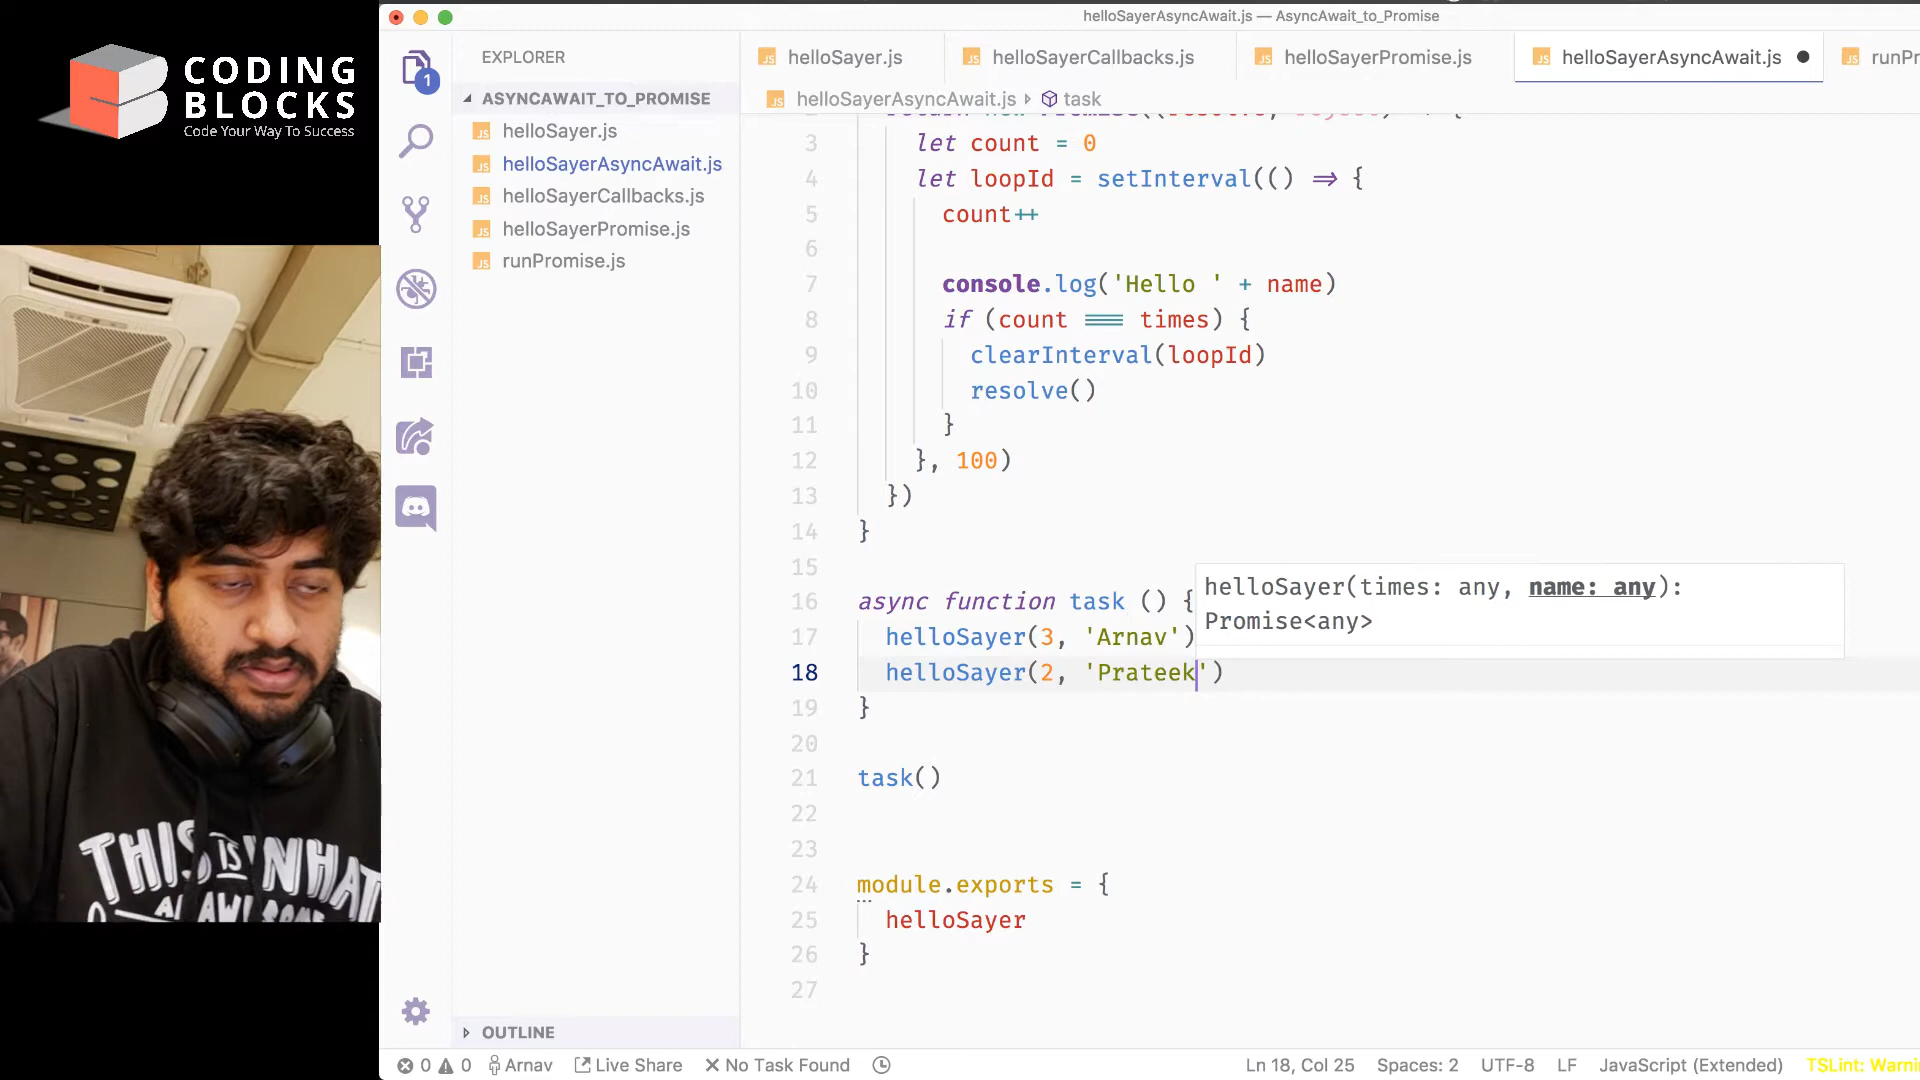 helloSayerAsyncAwait.js — AsyncAwait_to_Promise
CODING
BLOCKS
Code Your Way To Success
1
EXPLORER
ASYNCAWAIT_TO_PROMISE
helloSayer.js
helloSayerAsyncAwait.js
helloSayerCallbacks.js
helloSayerPromise.js
runPromise.js
OUTLINE
helloSayer.js helloSayerCallbacks.js helloSayerPromise.js helloSayerAsyncAwait.js runPr
helloSayerAsyncAwait.js task
3 let count = 0
4 let loopId = setInterval(() => {
5 count++
6
7 console.log('Hello ' + name)
8 if (count === times) {
9 clearInterval(loopId)
10 resolve()
11 }
12 }, 100)
13 })
14 }
15
16 async function task () {
17 helloSayer(3, 'Arnav')
18 helloSayer(2, 'Prateek')
19 }
20
21 task()
22
23
24 module.exports = {
25 helloSayer
26 }
27
helloSayer(times: any, name: any):
Promise<any>
THIS IS WHAT
AN AWESOME
0 0 Arnav Live Share No Task Found Ln 18, Col 25 Spaces: 2 UTF-8 LF JavaScript (Extended) TSLint: Warni